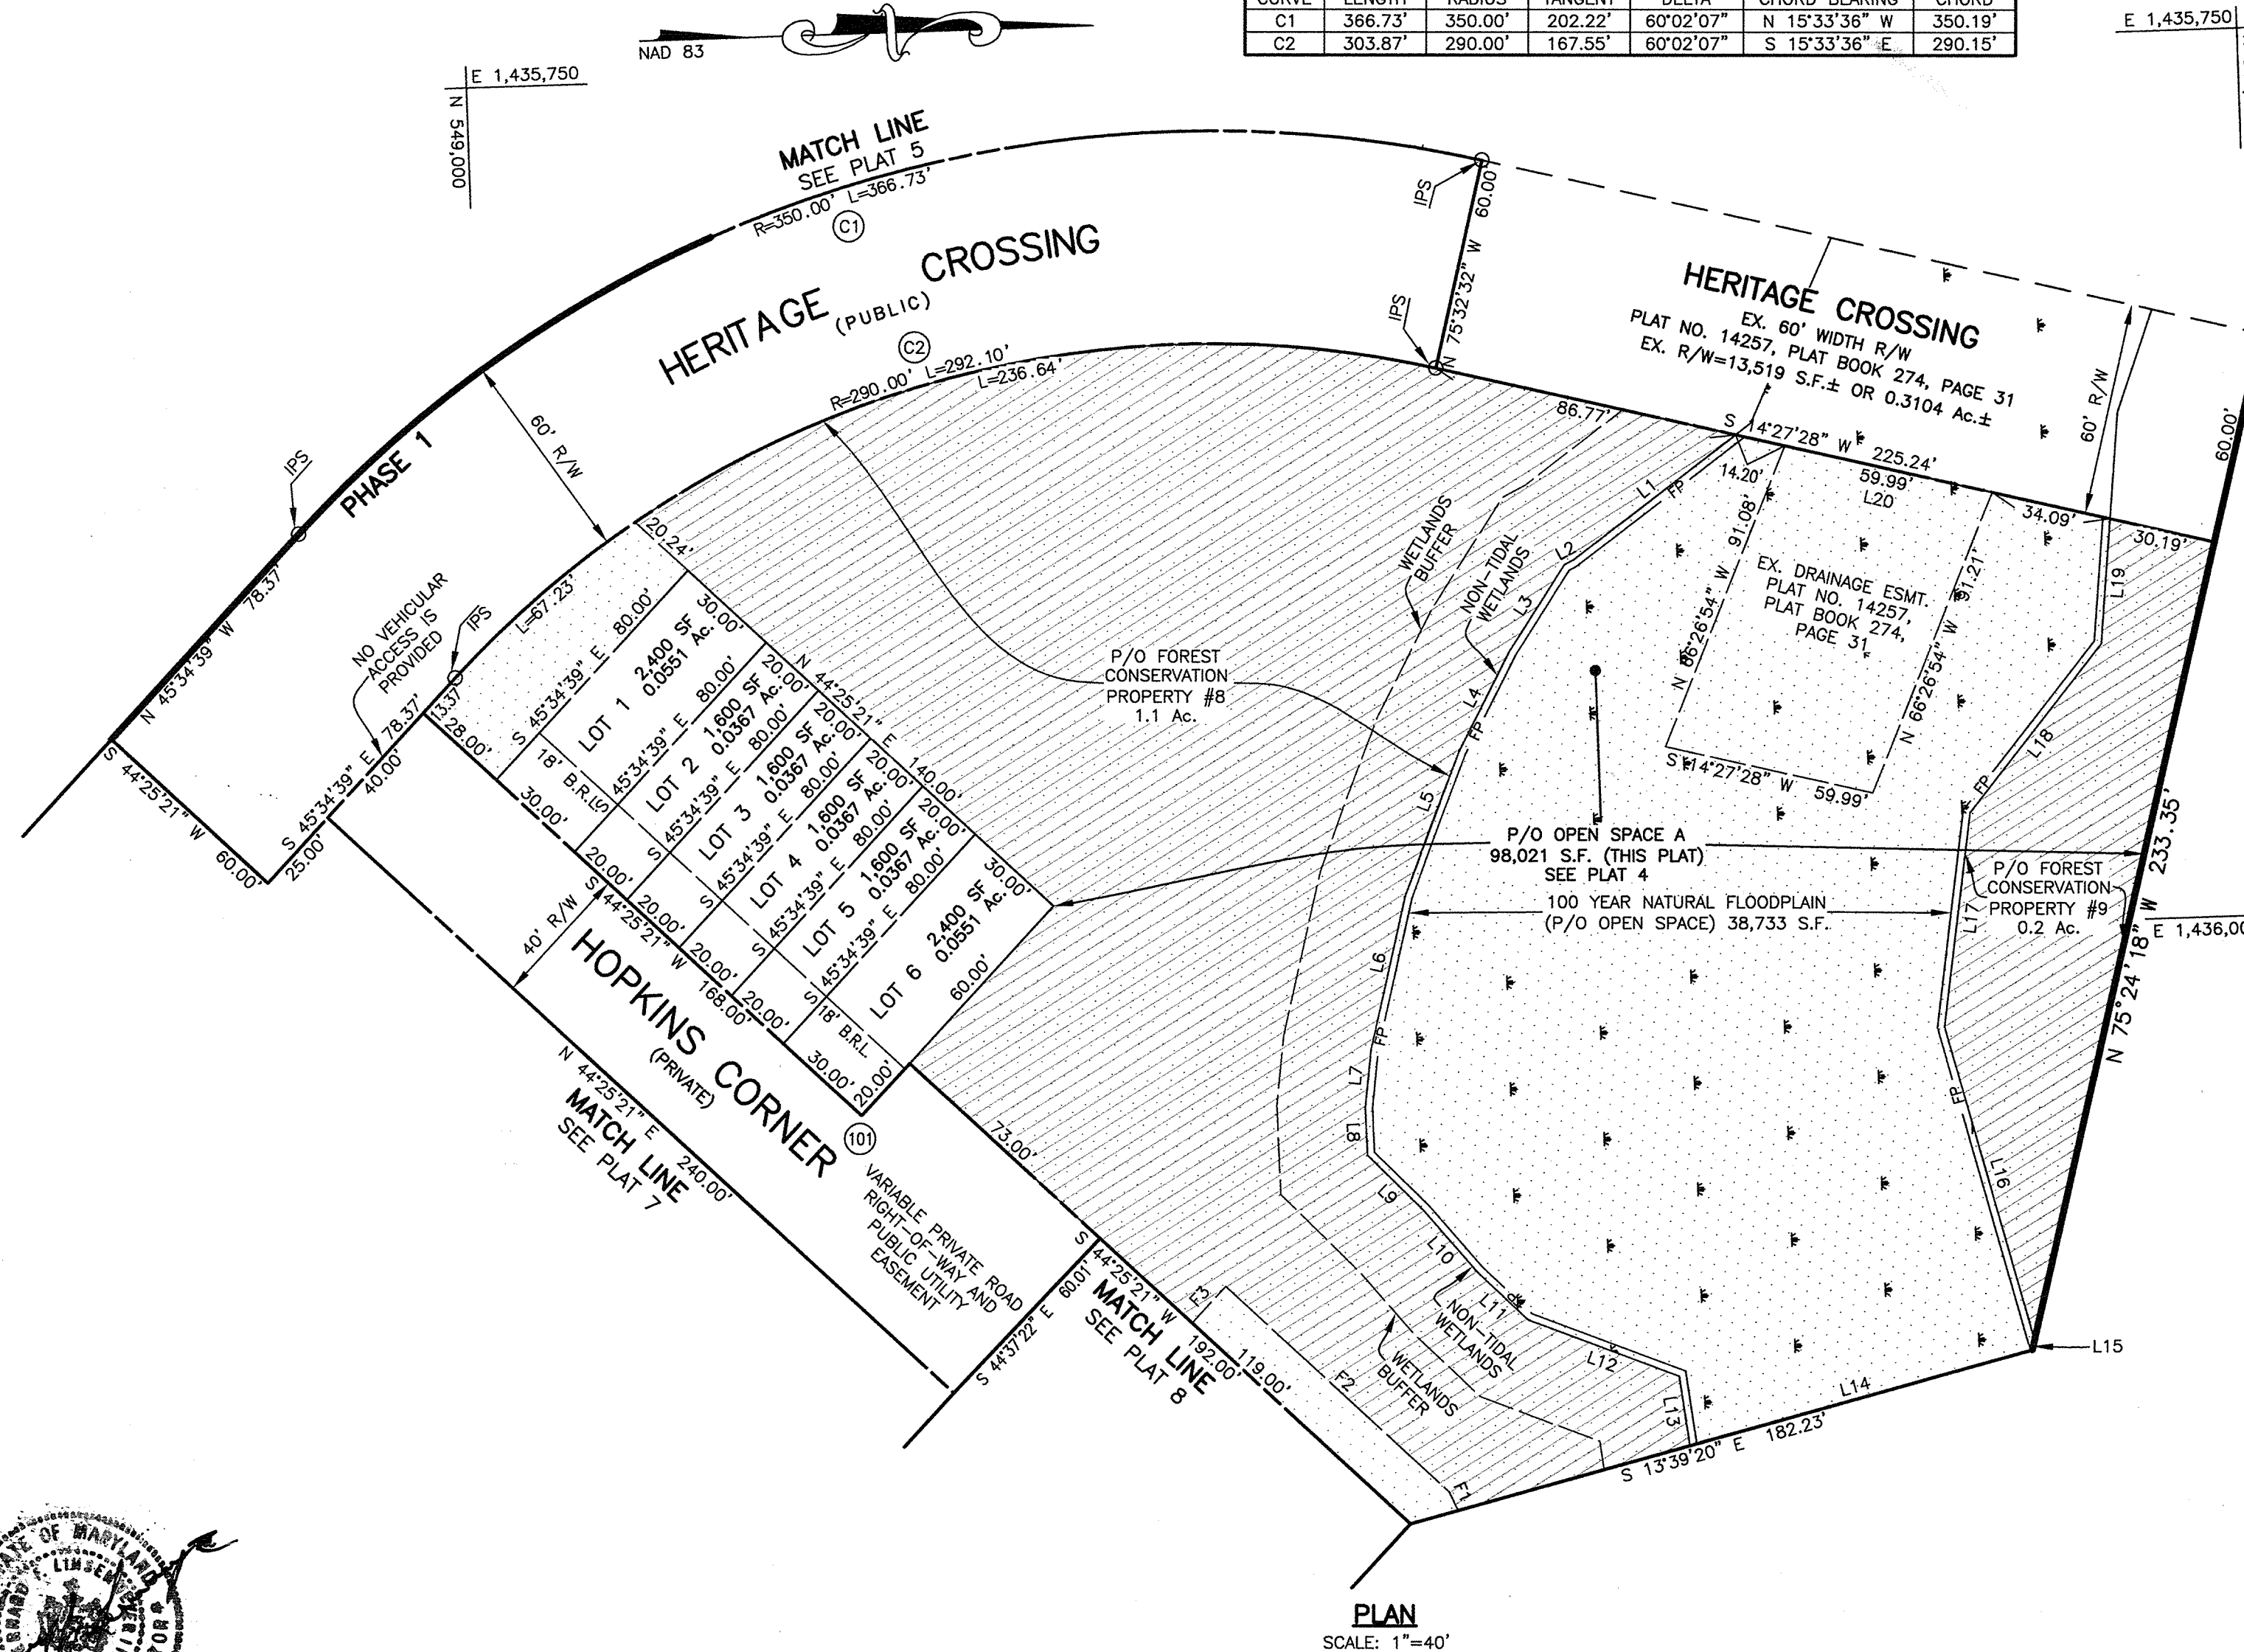 CURVE LENGTH RADIUS TANGENT DELTA CHORD BEARING CHORD
C1 366.73' 350.00' 202.22' 60°02'07" N 15°33'36" W 350.19'
C2 303.87' 290.00' 167.55' 60°02'07" S 15°33'36" E 290.15'
NAD 83
E 1,435,750
N 549,000
E 1,435,750
MATCH LINE
SEE PLAT 5
R=350.00' L=366.73'
C1
HERITAGE CROSSING
(PUBLIC)
C2
R=290.00' L=292.10'
L=236.64'
IPS
60.00'
N 75°32'32" W
IPS
HERITAGE CROSSING
EX. 60' WIDTH R/W
PLAT NO. 14257, PLAT BOOK 274, PAGE 31
EX. R/W=13,519 S.F.± OR 0.3104 Ac.±
60' R/W
60.00'
86.77'
S 14°27'28" W 225.24'
14.20'
59.99'
L20
34.09'
30.19'
IPS
PHASE 1
60' R/W
N 45°34'39" W 78.37'
NO VEHICULAR
ACCESS IS
PROVIDED
IPS
L=67.23'
20.24'
13.37'
28.00'
S 45°34'39" E 78.37'
40.00'
25.00'
S 44°25'21" W 60.00'
S 45°34'39" E 80.00'
LOT 1 2,400 SF
0.0551 Ac.
18' B.R.L.
30.00'
30.00'
S 45°34'39" E 80.00'
LOT 2 1,600 SF
0.0367 Ac.
20.00'
20.00'
S 45°34'39" E 80.00'
LOT 3 1,600 SF
0.0367 Ac.
20.00'
20.00'
S 45°34'39" E 80.00'
LOT 4 1,600 SF
0.0367 Ac.
20.00'
20.00'
S 45°34'39" E 80.00'
LOT 5 1,600 SF
0.0367 Ac.
20.00'
20.00'
S 45°34'39" E 80.00'
LOT 6 2,400 SF
0.0551 Ac.
18' B.R.L
30.00'
30.00'
60.00'
20.00'
N 44°25'21" E 140.00'
S 44°25'21" W 168.00'
40' R/W
HOPKINS CORNER
(PRIVATE)
101
N 44°25'21" E 240.00'
MATCH LINE
SEE PLAT 7
VARIABLE PRIVATE ROAD
RIGHT-OF-WAY AND
PUBLIC UTILITY
EASEMENT
S 44°37'22" E 60.01'
73.00'
S 44°25'21" W 192.00'
119.00'
MATCH LINE
SEE PLAT 8
F3
F2
F1
P/O FOREST
CONSERVATION
PROPERTY #8
1.1 Ac.
WETLANDS
BUFFER
NON-TIDAL
WETLANDS
L1
FP
L2
L3
L4
FP
L5
L6
FP
L7
L8
L9
L10
L11
FP
L12
L13
L14
L15
L16
FP
L17
FP
L18
L19
EX. DRAINAGE ESMT.
PLAT NO. 14257,
PLAT BOOK 274,
PAGE 31
N 66°26'54" W 91.08'
N 66°26'54" W 91.21'
S 14°27'28" W 59.99'
P/O OPEN SPACE A
98,021 S.F. (THIS PLAT)
SEE PLAT 4
100 YEAR NATURAL FLOODPLAIN
(P/O OPEN SPACE) 38,733 S.F.
P/O FOREST
CONSERVATION
PROPERTY #9
0.2 Ac.
N 75°24'18" W 233.35'
E 1,436,00
NON-TIDAL
WETLANDS
WETLANDS
BUFFER
S 13°39'20" E 182.23'
PLAN
SCALE: 1"=40'
OF MARYLAND